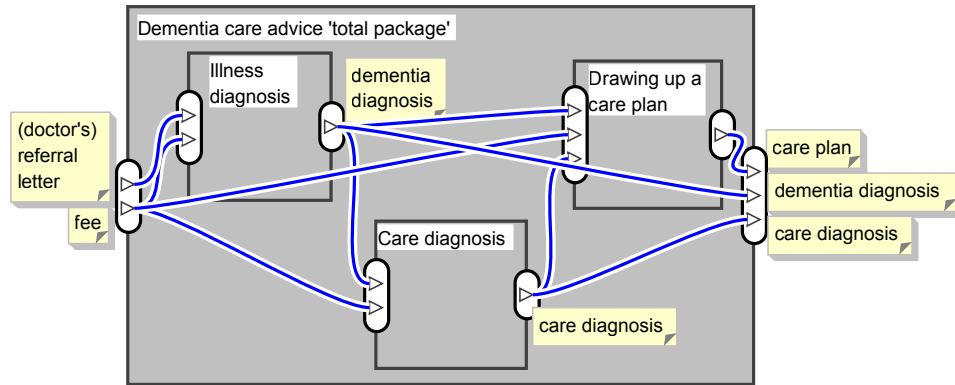 Dementia care advice 'total package'
Illness
diagnosis
dementia
diagnosis
Drawing up a
care plan
(doctor's)
referral
letter
fee
care plan
dementia diagnosis
care diagnosis
Care diagnosis
care diagnosis